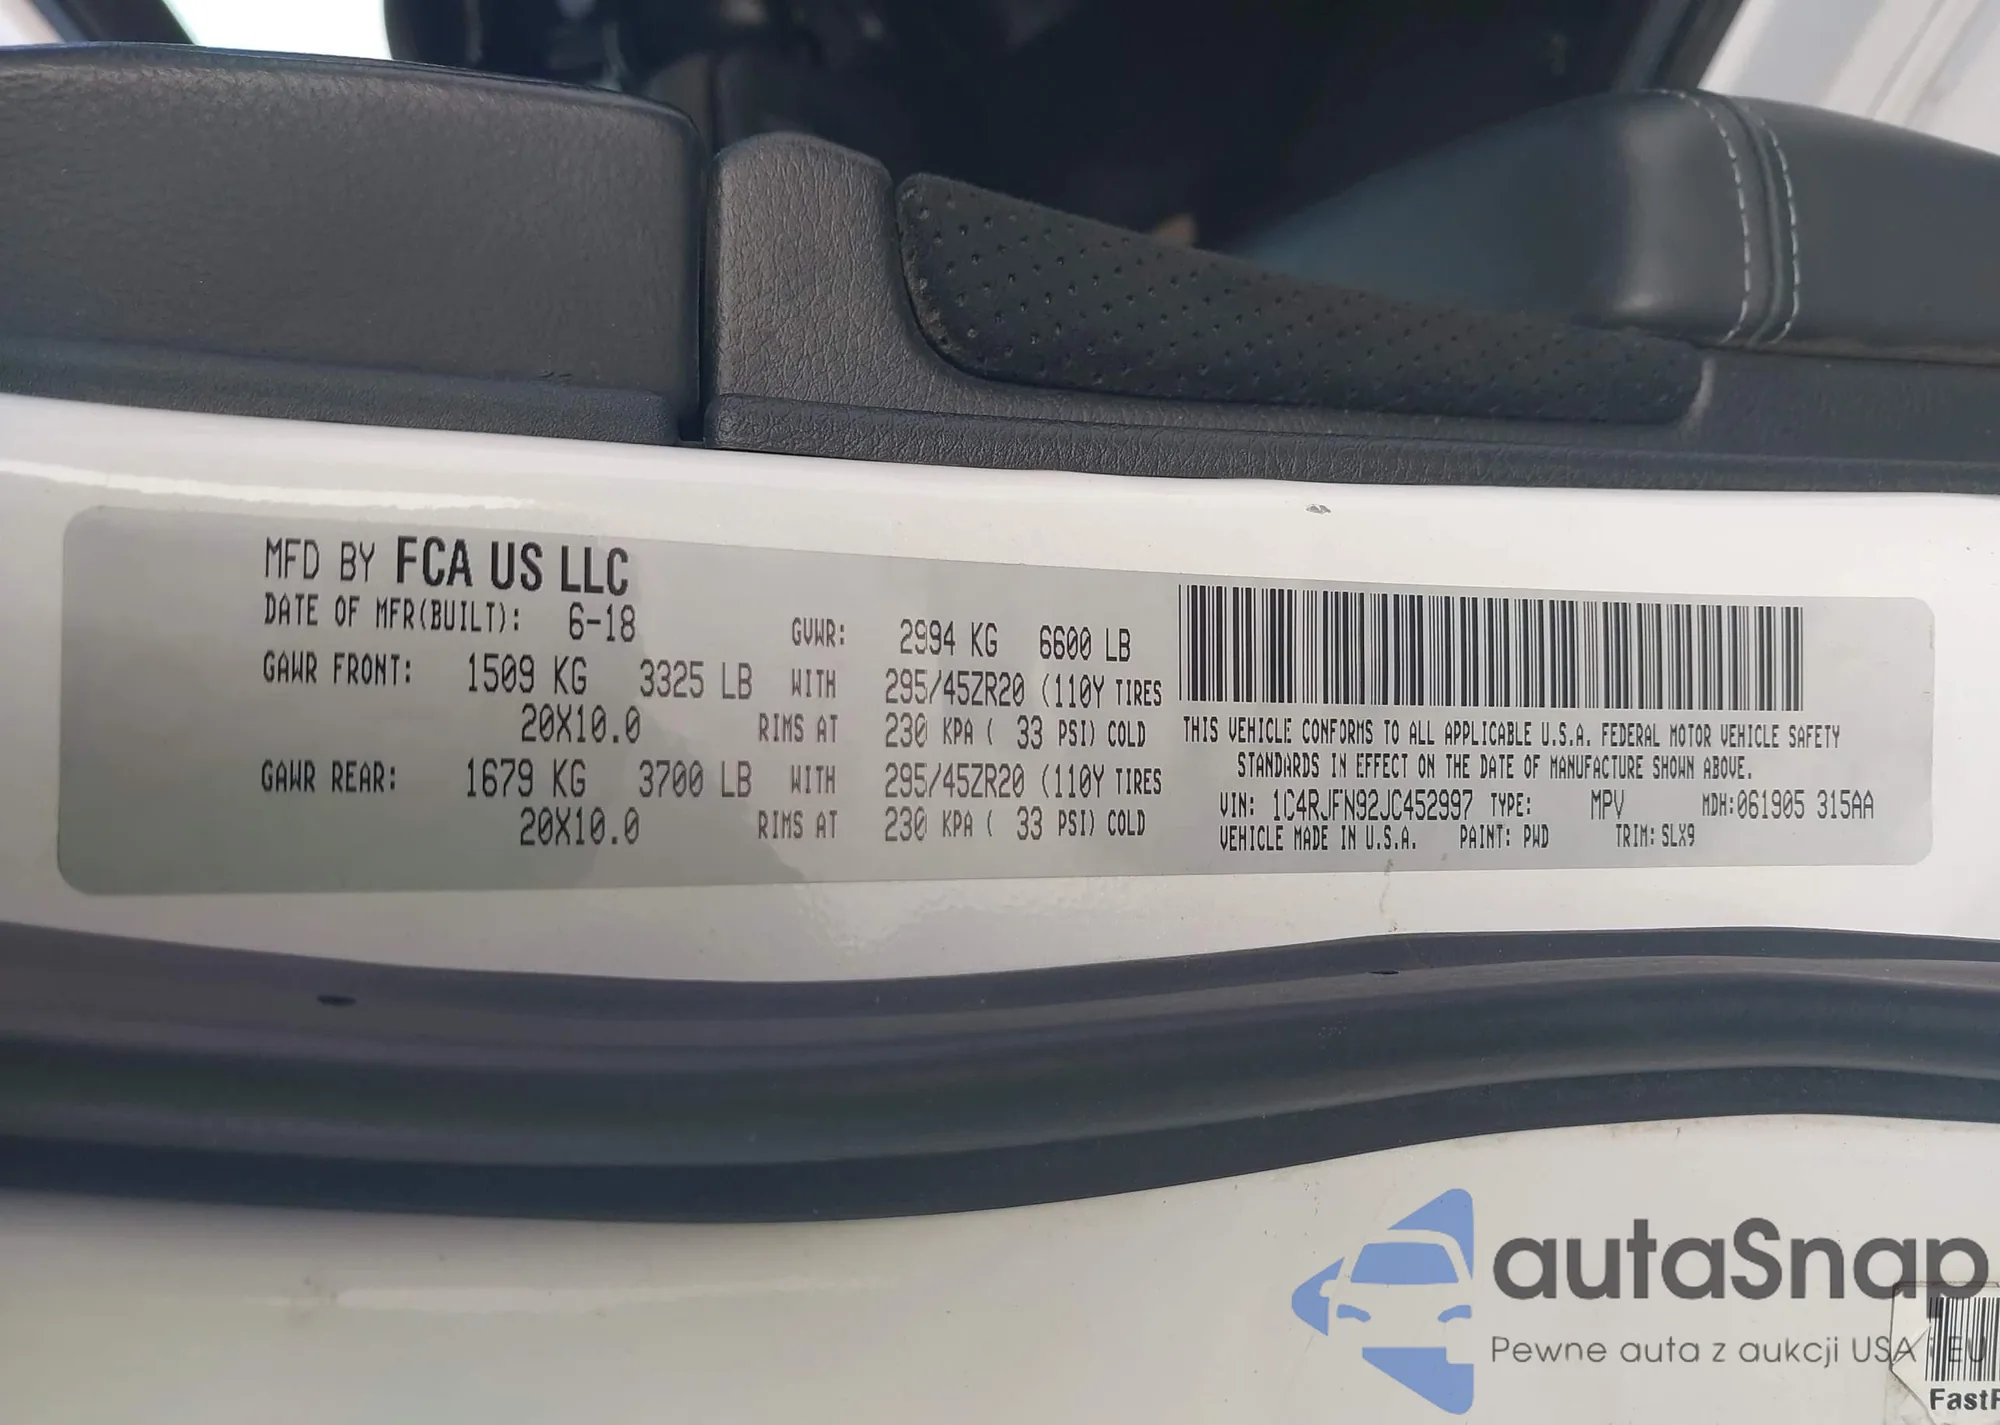 MFD BY FCA US LLC
DATE OF MFR(BUILT): 6-18 GVWR: 2994 KG 6600 LB
GAWR FRONT: 1509 KG 3325 LB WITH 295/45ZR20 (110Y TIRES
20X10.0 RIMS AT 230 KPA ( 33 PSI) COLD
GAWR REAR: 1679 KG 3700 LB WITH 295/45ZR20 (110Y TIRES
20X10.0 RIMS AT 230 KPA ( 33 PSI) COLD
THIS VEHICLE CONFORMS TO ALL APPLICABLE U.S.A. FEDERAL MOTOR VEHICLE SAFETY
STANDARDS IN EFFECT ON THE DATE OF MANUFACTURE SHOWN ABOVE.
VIN: 1C4RJFN92JC452997 TYPE: MPV MDH:061905 315AA
VEHICLE MADE IN U.S.A. PAINT: PWD TRIM: SLX9
autaSnap
Pewne auta z aukcji USA i EU